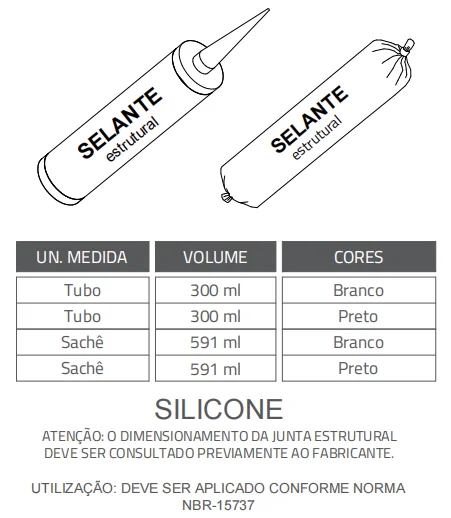 SELANTE
estrutural
SELANTE
estrutural
UN. MEDIDA VOLUME CORES
Tubo 300 ml Branco
Tubo 300 ml Preto
Sachê 591 ml Branco
Sachê 591 ml Preto
SILICONE
ATENÇÃO: O DIMENSIONAMENTO DA JUNTA ESTRUTURAL
DEVE SER CONSULTADO PREVIAMENTE AO FABRICANTE.
UTILIZAÇÃO: DEVE SER APLICADO CONFORME NORMA
NBR-15737